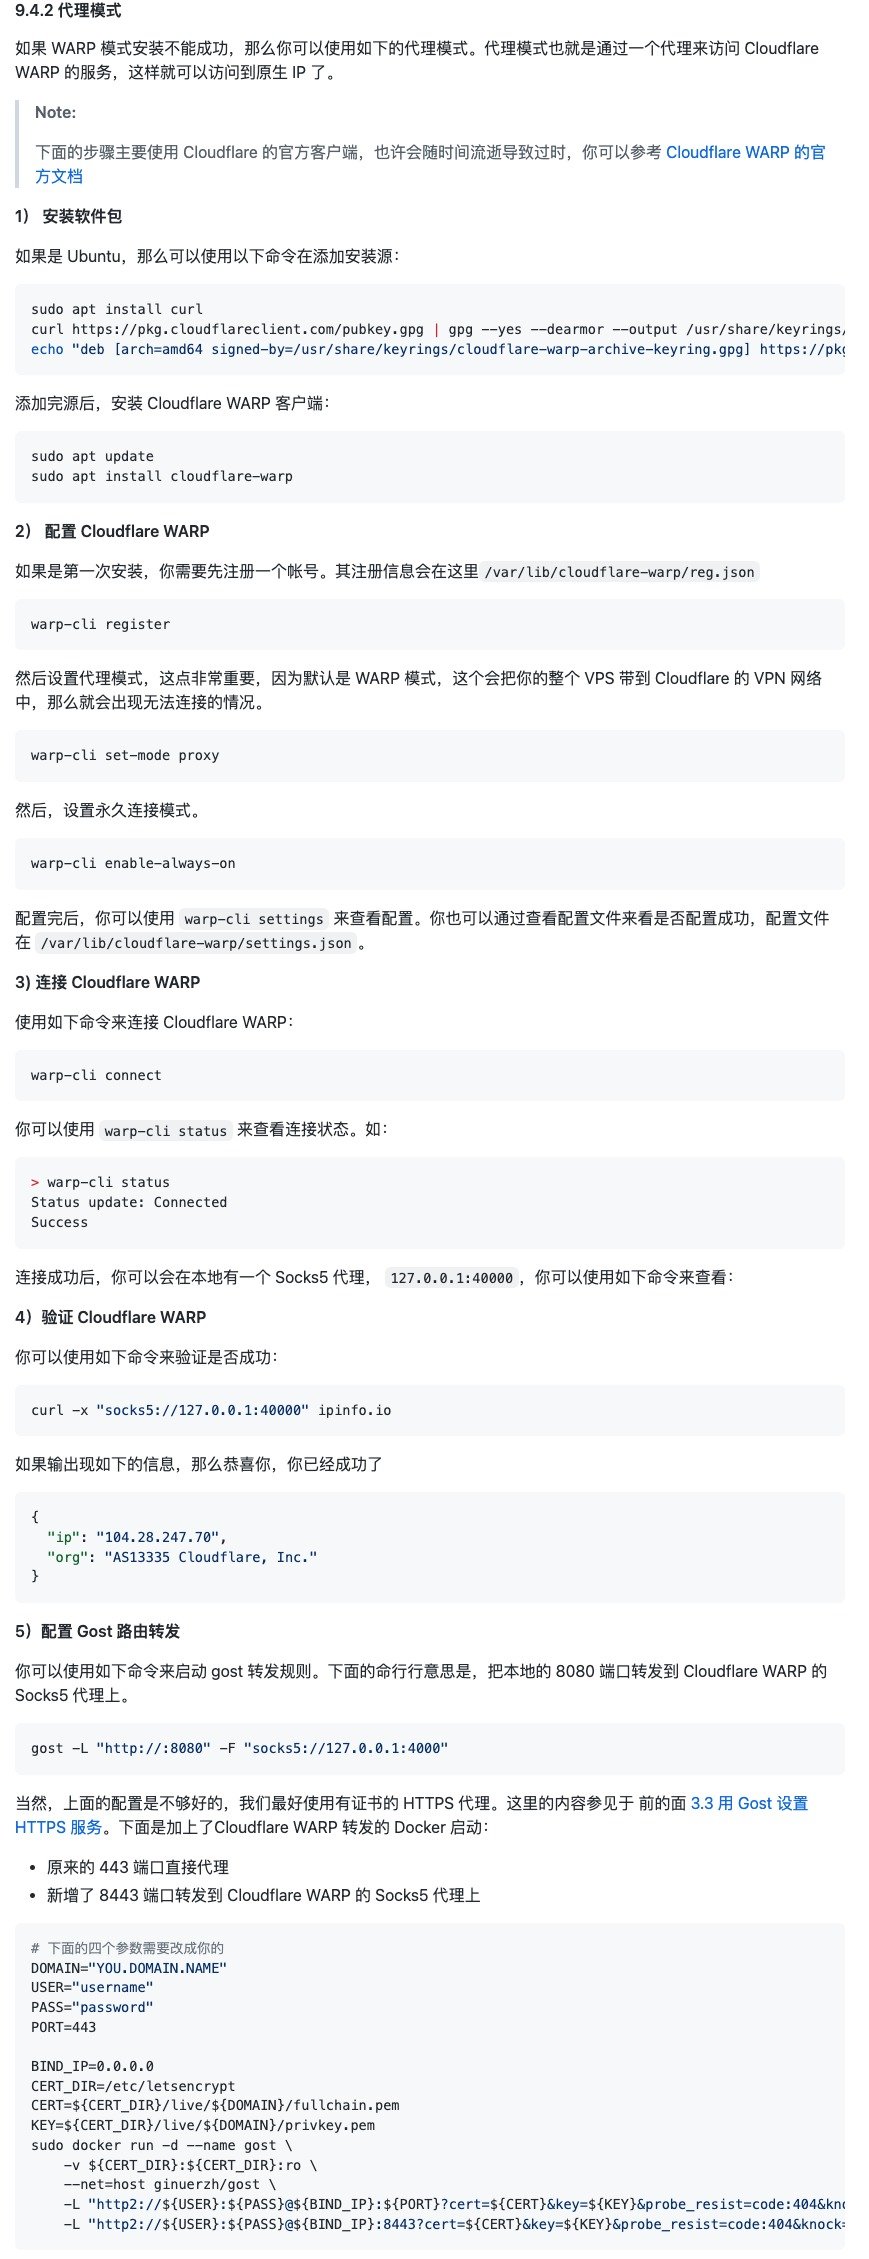 9.4.2 代理模式
如果 WARP 模式安装不能成功，那么你可以使用如下的代理模式。代理模式也就是通过一个代理来访问 Cloudflare
WARP 的服务，这样就可以访问到原生 IP 了。
Note:
下面的步骤主要使用 Cloudflare 的官方客户端，也许会随时间流逝导致过时，你可以参考 Cloudflare WARP 的官
方文档
1） 安装软件包
如果是 Ubuntu，那么可以使用以下命令在添加安装源：
sudo apt install curl
curl https://pkg.cloudflareclient.com/pubkey.gpg | gpg --yes --dearmor --output /usr/share/keyrings/
echo "deb [arch=amd64 signed-by=/usr/share/keyrings/cloudflare-warp-archive-keyring.gpg] https://pkg
添加完源后，安装 Cloudflare WARP 客户端：
sudo apt update
sudo apt install cloudflare-warp
2） 配置 Cloudflare WARP
如果是第一次安装，你需要先注册一个帐号。其注册信息会在这里 /var/lib/cloudflare-warp/reg.json
warp-cli register
然后设置代理模式，这点非常重要，因为默认是 WARP 模式，这个会把你的整个 VPS 带到 Cloudflare 的 VPN 网络
中，那么就会出现无法连接的情况。
warp-cli set-mode proxy
然后，设置永久连接模式。
warp-cli enable-always-on
配置完后，你可以使用 warp-cli settings 来查看配置。你也可以通过查看配置文件来看是否配置成功，配置文件
在 /var/lib/cloudflare-warp/settings.json 。
3) 连接 Cloudflare WARP
使用如下命令来连接 Cloudflare WARP：
warp-cli connect
你可以使用 warp-cli status 来查看连接状态。如：
> warp-cli status
Status update: Connected
Success
连接成功后，你可以会在本地有一个 Socks5 代理， 127.0.0.1:40000 ，你可以使用如下命令来查看：
4）验证 Cloudflare WARP
你可以使用如下命令来验证是否成功：
curl -x "socks5://127.0.0.1:40000" ipinfo.io
如果输出现如下的信息，那么恭喜你，你已经成功了
{
"ip": "104.28.247.70",
"org": "AS13335 Cloudflare, Inc."
}
5）配置 Gost 路由转发
你可以使用如下命令来启动 gost 转发规则。下面的命行行意思是，把本地的 8080 端口转发到 Cloudflare WARP 的
Socks5 代理上。
gost -L "http://:8080" -F "socks5://127.0.0.1:4000"
当然，上面的配置是不够好的，我们最好使用有证书的 HTTPS 代理。这里的内容参见于 前的面 3.3 用 Gost 设置
HTTPS 服务。下面是加上了Cloudflare WARP 转发的 Docker 启动：
• 原来的 443 端口直接代理
• 新增了 8443 端口转发到 Cloudflare WARP 的 Socks5 代理上
# 下面的四个参数需要改成你的
DOMAIN="YOU.DOMAIN.NAME"
USER="username"
PASS="password"
PORT=443
BIND_IP=0.0.0.0
CERT_DIR=/etc/letsencrypt
CERT=${CERT_DIR}/live/${DOMAIN}/fullchain.pem
KEY=${CERT_DIR}/live/${DOMAIN}/privkey.pem
sudo docker run -d --name gost \
-v ${CERT_DIR}:${CERT_DIR}:ro \
--net=host ginuerzh/gost \
-L "http2://${USER}:${PASS}@${BIND_IP}:${PORT}?cert=${CERT}&key=${KEY}&probe_resist=code:404&kno
-L "http2://${USER}:${PASS}@${BIND_IP}:8443?cert=${CERT}&key=${KEY}&probe_resist=code:404&knock=